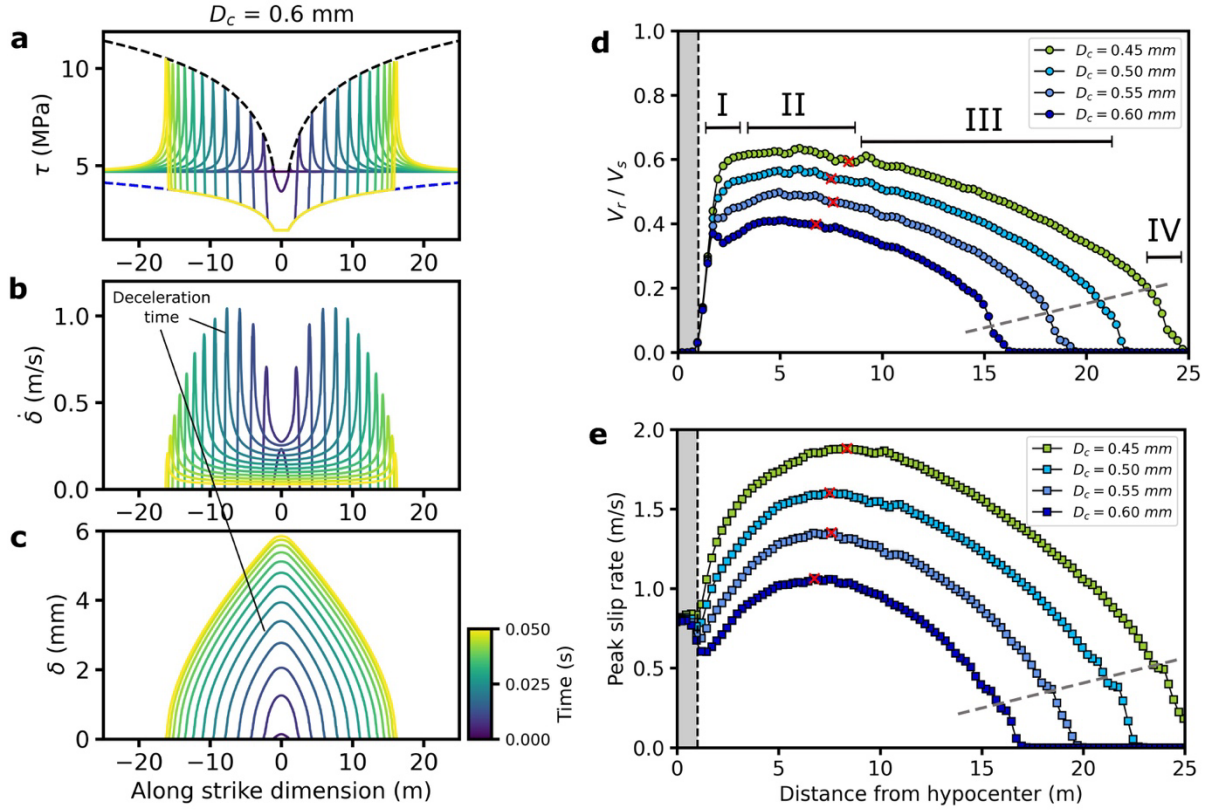 D_c = 0.6 mm
a
τ (MPa)
10
5
−20 −10 0 10 20
b
Deceleration
time
δ̇ (m/s)
1.0
0.5
0.0
−20 −10 0 10 20
c
δ (mm)
6
4
2
0
−20 −10 0 10 20
Along strike dimension (m)
0.050
0.025
0.000
Time (s)
d
V_r / V_s
1.0
0.8
0.6
0.4
0.2
0.0
I
II
III
IV
D_c = 0.45 mm
D_c = 0.50 mm
D_c = 0.55 mm
D_c = 0.60 mm
0 5 10 15 20 25
e
Peak slip rate (m/s)
2.0
1.5
1.0
0.5
0.0
D_c = 0.45 mm
D_c = 0.50 mm
D_c = 0.55 mm
D_c = 0.60 mm
0 5 10 15 20 25
Distance from hypocenter (m)